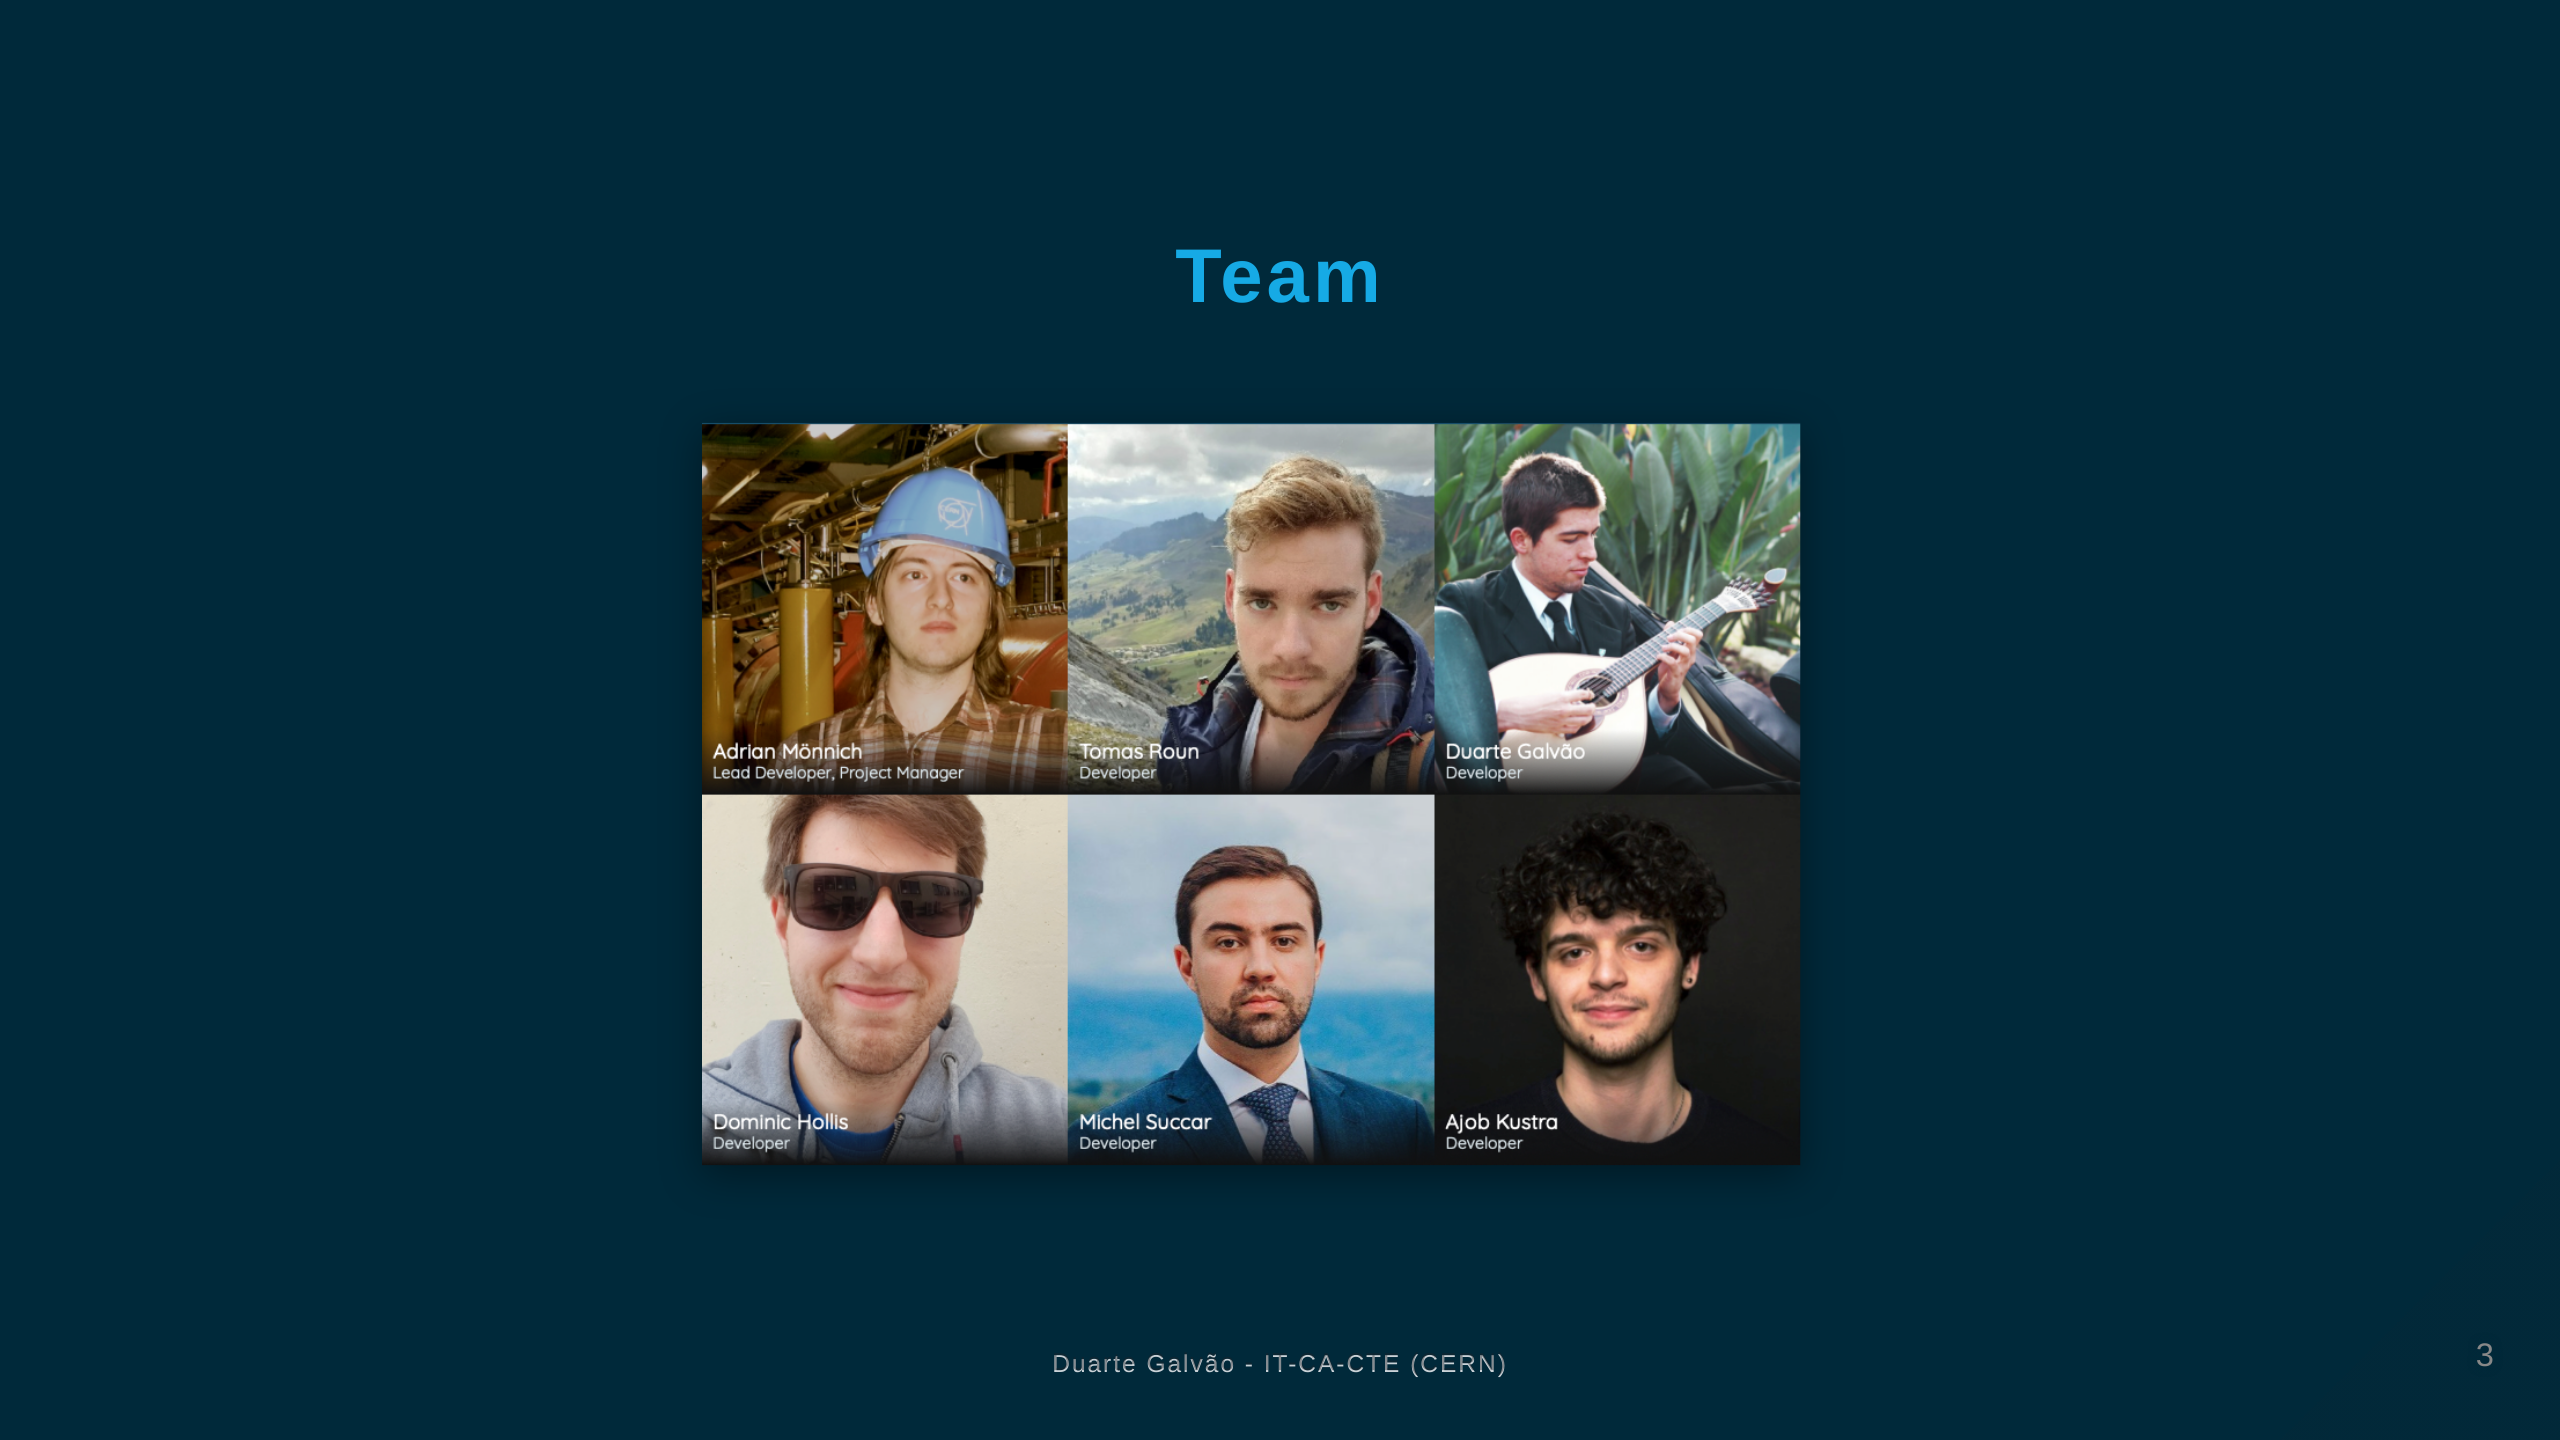 Team
Adrian Mönnich
Lead Developer, Project Manager
Tomas Roun
Developer
Duarte Galvão
Developer
Dominic Hollis
Developer
Michel Succar
Developer
Ajob Kustra
Developer
Duarte Galvão - IT-CA-CTE (CERN)
3